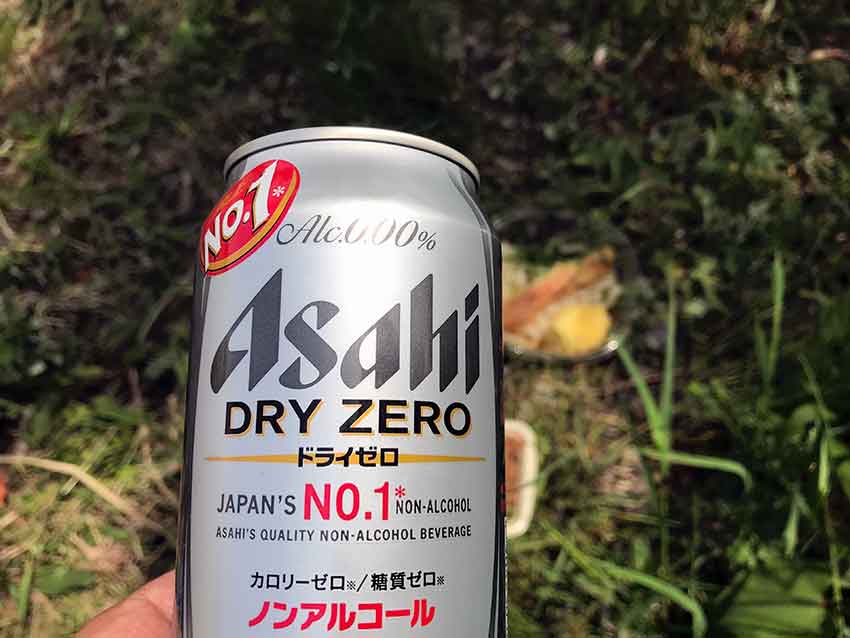 No.1*
Alc.0.00%
Asahi
DRY ZERO
ドライゼロ
JAPAN'S NO.1* NON-ALCOHOL
ASAHI'S QUALITY NON-ALCOHOL BEVERAGE
カロリーゼロ※/糖質ゼロ※
ノンアルコール